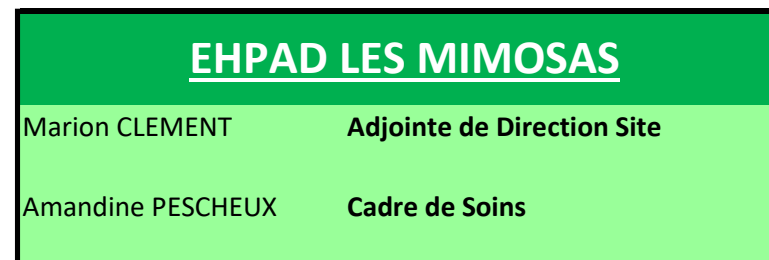 EHPAD LES MIMOSAS
Marion CLEMENT Adjointe de Direction Site
Amandine PESCHEUX Cadre de Soins